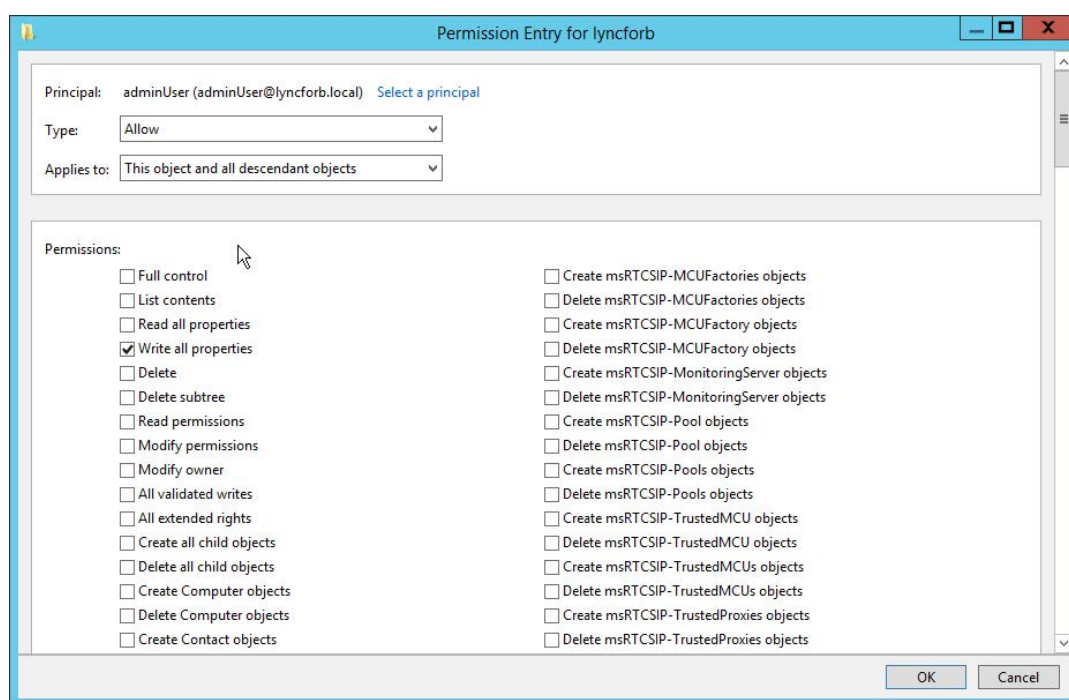 Permission Entry for lyncforb
Principal: adminUser (adminUser@lyncforb.local) Select a principal
Type: Allow
Applies to: This object and all descendant objects
Permissions:
Full control
List contents
Read all properties
Write all properties
Delete
Delete subtree
Read permissions
Modify permissions
Modify owner
All validated writes
All extended rights
Create all child objects
Delete all child objects
Create Computer objects
Delete Computer objects
Create Contact objects
Create msRTCSIP-MCUFactories objects
Delete msRTCSIP-MCUFactories objects
Create msRTCSIP-MCUFactory objects
Delete msRTCSIP-MCUFactory objects
Create msRTCSIP-MonitoringServer objects
Delete msRTCSIP-MonitoringServer objects
Create msRTCSIP-Pool objects
Delete msRTCSIP-Pool objects
Create msRTCSIP-Pools objects
Delete msRTCSIP-Pools objects
Create msRTCSIP-TrustedMCU objects
Delete msRTCSIP-TrustedMCU objects
Create msRTCSIP-TrustedMCUs objects
Delete msRTCSIP-TrustedMCUs objects
Create msRTCSIP-TrustedProxies objects
Delete msRTCSIP-TrustedProxies objects
OK Cancel